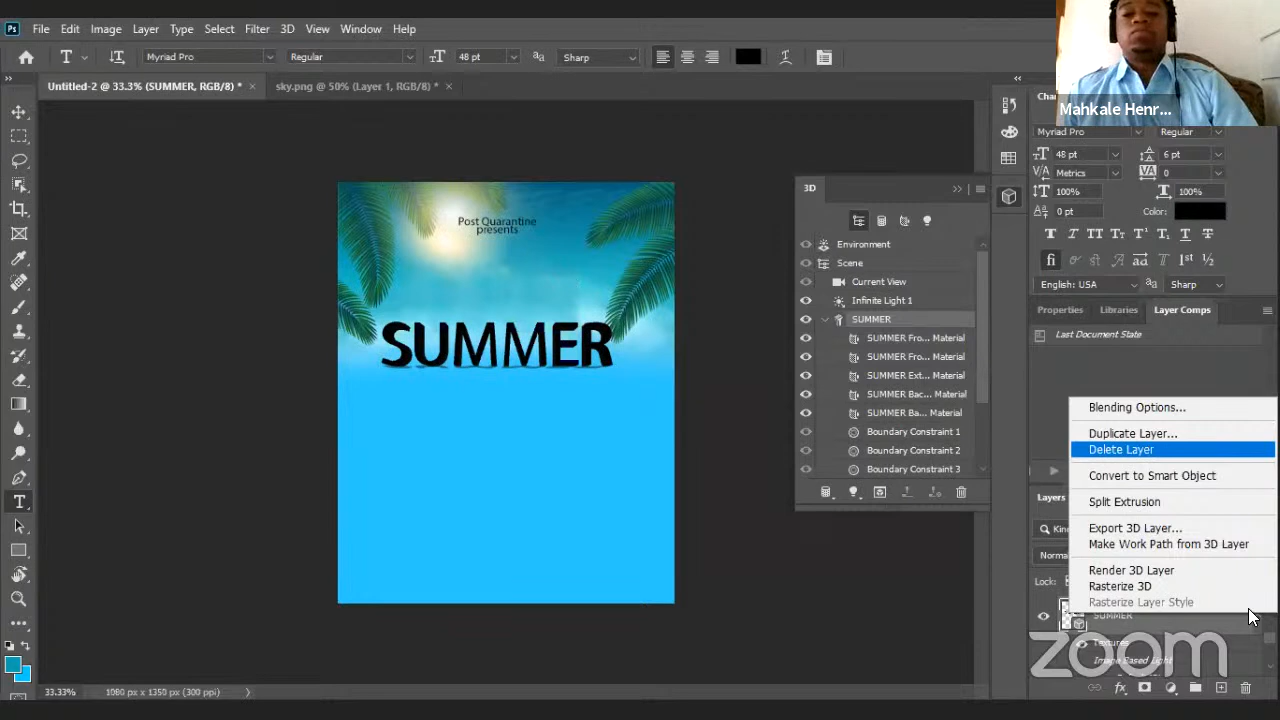 Ps File Edit Image Layer Type Select Filter 3D View Window Help
T Myriad Pro Regular 48 pt Sharp
Untitled-2 @ 33.3% (SUMMER, RGB/8) * × sky.png @ 50% (Layer 1, RGB/8) * ×
Mahkale Henr...
Myriad Pro Regular
48 pt 6 pt
Metrics 0
100% 100%
0 pt Color:
English: USA Sharp
Properties Libraries Layer Comps
Last Document State
3D
Environment
Scene
Current View
Infinite Light 1
SUMMER
SUMMER Fro... Material
SUMMER Fro... Material
SUMMER Ext... Material
SUMMER Bac... Material
SUMMER Ba... Material
Boundary Constraint 1
Boundary Constraint 2
Boundary Constraint 3
Post Quarantine
presents
SUMMER
Blending Options...
Duplicate Layer...
Delete Layer
Convert to Smart Object
Split Extrusion
Export 3D Layer...
Make Work Path from 3D Layer
Render 3D Layer
Rasterize 3D
Rasterize Layer Style
Layers
Lock:
SUMMER
Textures
Image Based Light
zoom
33.33% 1080 px x 1350 px (300 ppi)